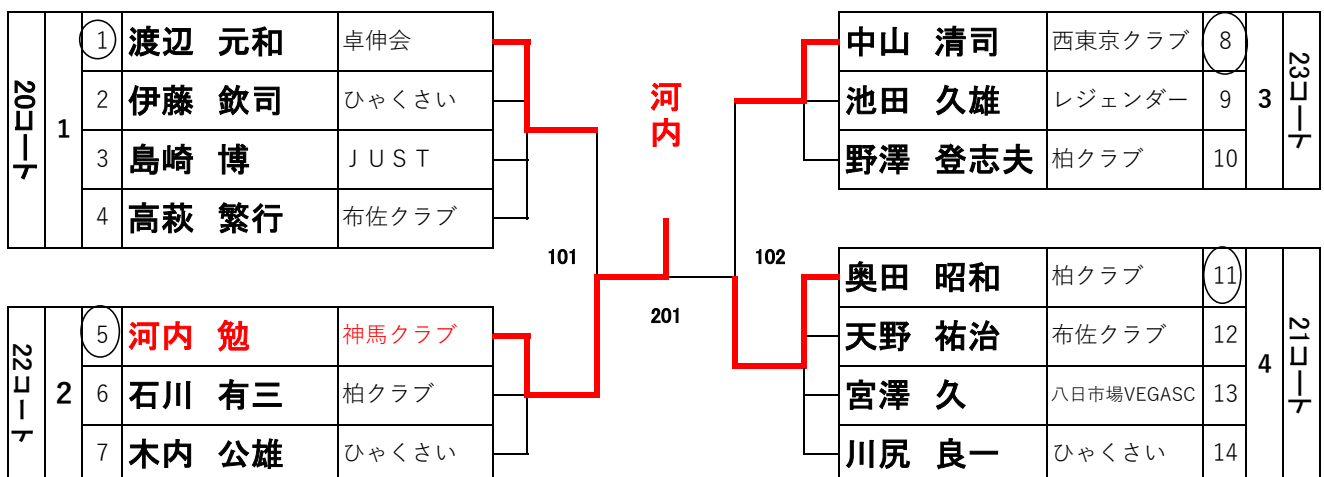 20コート
1
1 渡辺 元和 卓伸会
2 伊藤 欽司 ひゃくさい
3 島崎 博 ＪＵＳＴ
4 高萩 繁行 布佐クラブ
22コート
2
5 河内 勉 神馬クラブ
6 石川 有三 柏クラブ
7 木内 公雄 ひゃくさい
河内
101
201
102
中山 清司 西東京クラブ 8
池田 久雄 レジェンダー 9
野澤 登志夫 柏クラブ 10
3
23コート
奥田 昭和 柏クラブ 11
天野 祐治 布佐クラブ 12
宮澤 久 八日市場VEGASC 13
川尻 良一 ひゃくさい 14
4
21コート